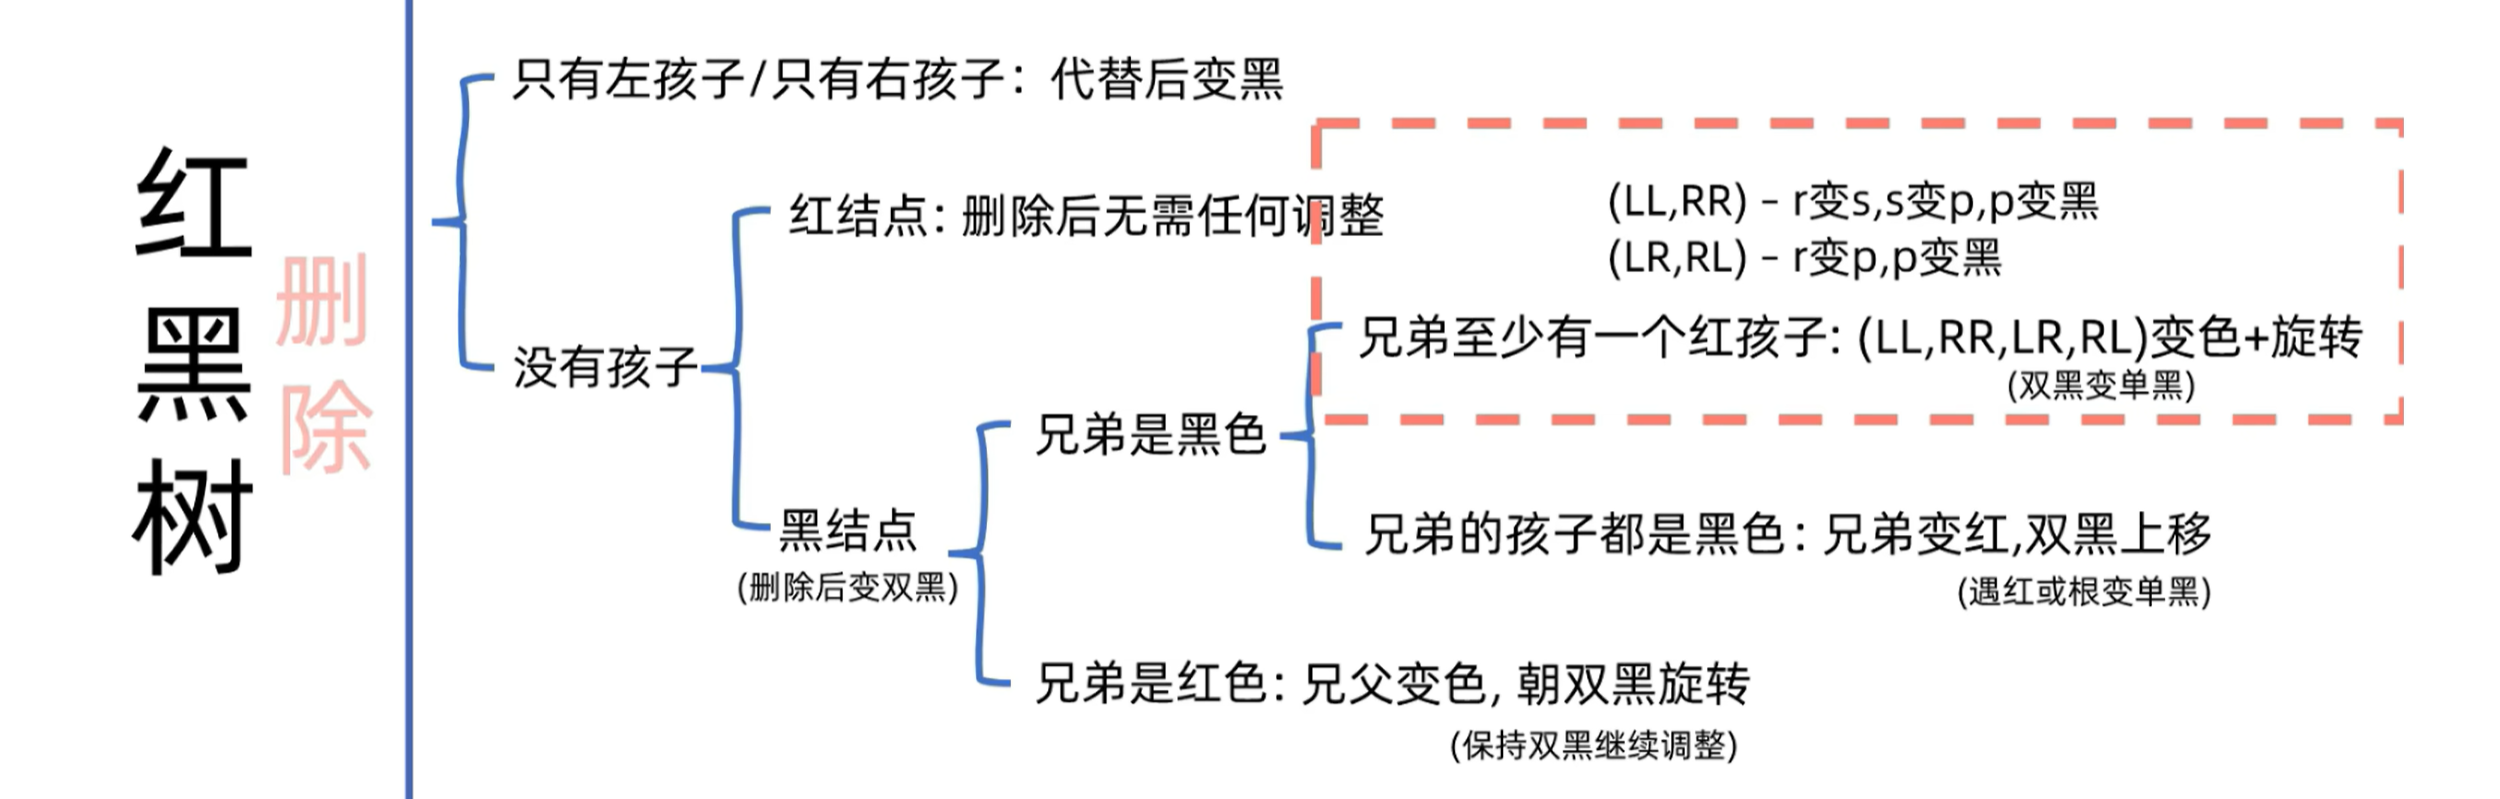 红黑树
删除
只有左孩子/只有右孩子：代替后变黑
红结点: 删除后无需任何调整
(LL,RR) – r变s,s变p,p变黑
(LR,RL) – r变p,p变黑
兄弟至少有一个红孩子: (LL,RR,LR,RL)变色+旋转
(双黑变单黑)
没有孩子
兄弟是黑色
黑结点
(删除后变双黑)
兄弟的孩子都是黑色: 兄弟变红,双黑上移
(遇红或根变单黑)
兄弟是红色: 兄父变色, 朝双黑旋转
(保持双黑继续调整)